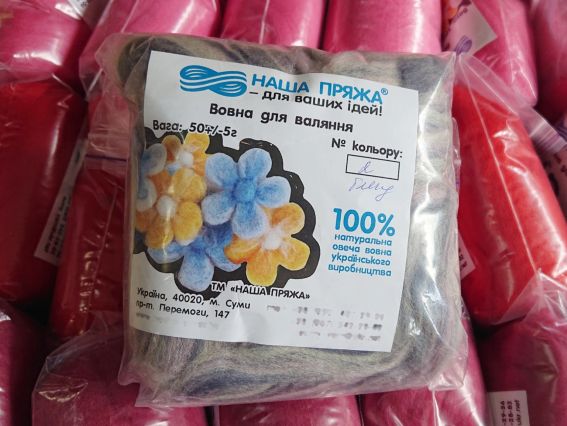 НАША ПРЯЖА®
– для ваших ідей!
Вовна для валяння
Вага: 50+/-5г
№ кольору:
100%
натуральна
овеча вовна
українського
виробництва
ТМ «НАША ПРЯЖА»
Україна, 40020, м. Суми
пр-т. Перемоги, 147